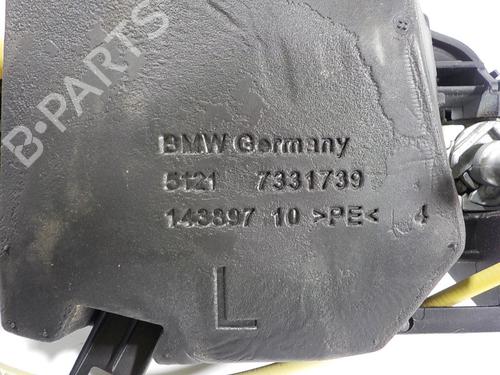 B-PARTS
BMW Germany
5121 7331739
143897 10 >PE< L 4
L